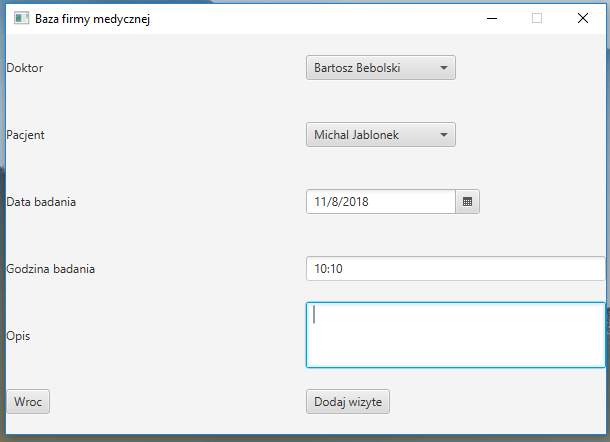 Baza firmy medycznej
Doktor
Bartosz Bebolski
Pacjent
Michal Jablonek
Data badania
11/8/2018
Godzina badania
10:10
Opis
Wroc
Dodaj wizyte